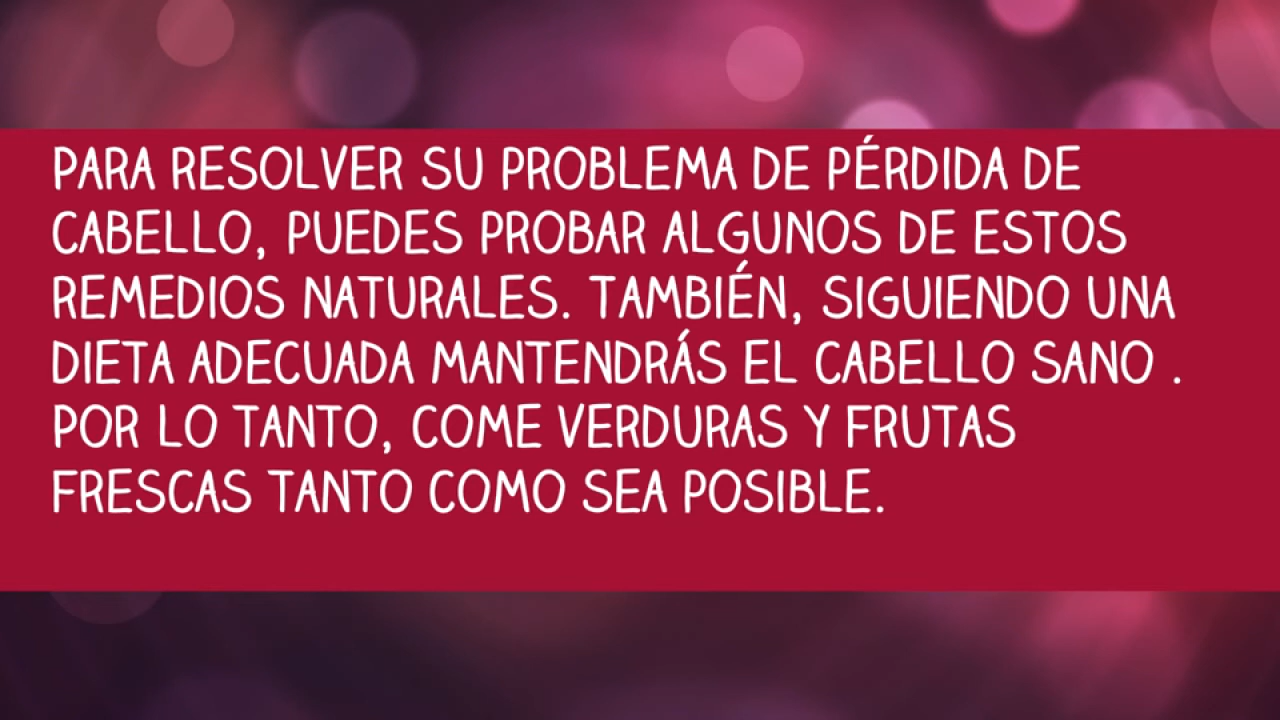 PARA RESOLVER SU PROBLEMA DE PÉRDIDA DE
CABELLO, PUEDES PROBAR ALGUNOS DE ESTOS
REMEDIOS NATURALES. TAMBIÉN, SIGUIENDO UNA
DIETA ADECUADA MANTENDRÁS EL CABELLO SANO .
POR LO TANTO, COME VERDURAS Y FRUTAS
FRESCAS TANTO COMO SEA POSIBLE.